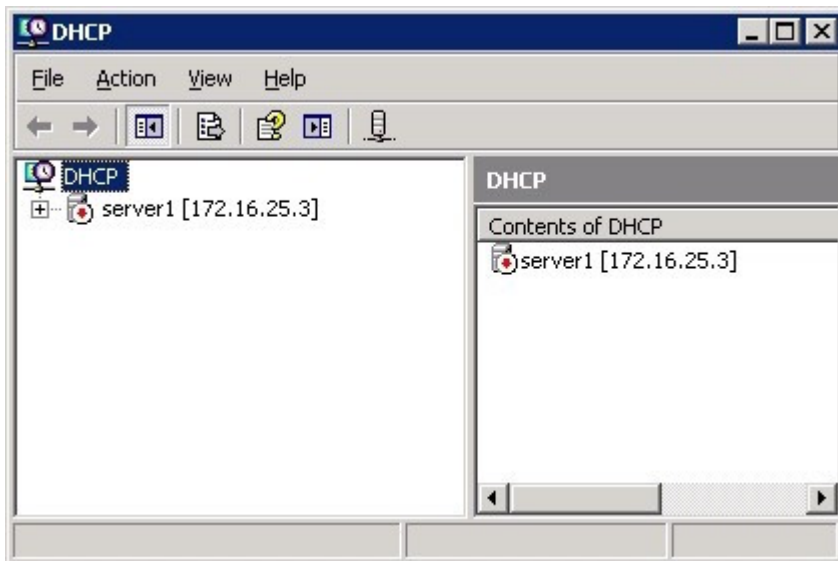 DHCP
File Action View Help
DHCP
server1 [172.16.25.3]
DHCP
Contents of DHCP
server1 [172.16.25.3]